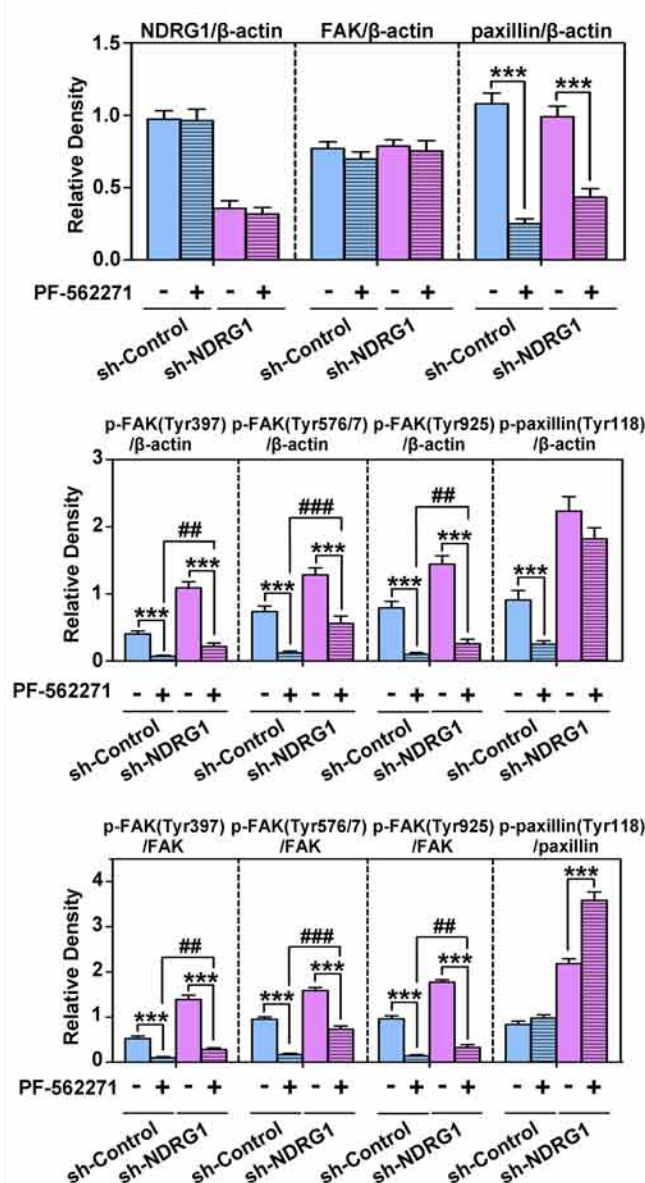 NDRG1/β-actin FAK/β-actin paxillin/β-actin
Relative Density
1.5
1.0
0.5
0.0
*** ***
PF-562271 - + - +  - + - +  - + - +
sh-Control sh-NDRG1 sh-Control sh-NDRG1 sh-Control sh-NDRG1
p-FAK(Tyr397) p-FAK(Tyr576/7) p-FAK(Tyr925) p-paxillin(Tyr118)
/β-actin /β-actin /β-actin /β-actin
Relative Density
3
2
1
0
## ### ##
*** *** *** *** *** *** ***
PF-562271 - + - + - + - + - + - + - + - +
sh-Control sh-NDRG1 sh-Control sh-NDRG1 sh-Control sh-NDRG1 sh-Control sh-NDRG1
p-FAK(Tyr397) p-FAK(Tyr576/7) p-FAK(Tyr925) p-paxillin(Tyr118)
/FAK /FAK /FAK /paxillin
Relative Density
4
3
2
1
0
***
## ### ##
*** *** *** *** *** ***
PF-562271 - + - + - + - + - + - + - + - +
sh-Control sh-NDRG1 sh-Control sh-NDRG1 sh-Control sh-NDRG1 sh-Control sh-NDRG1